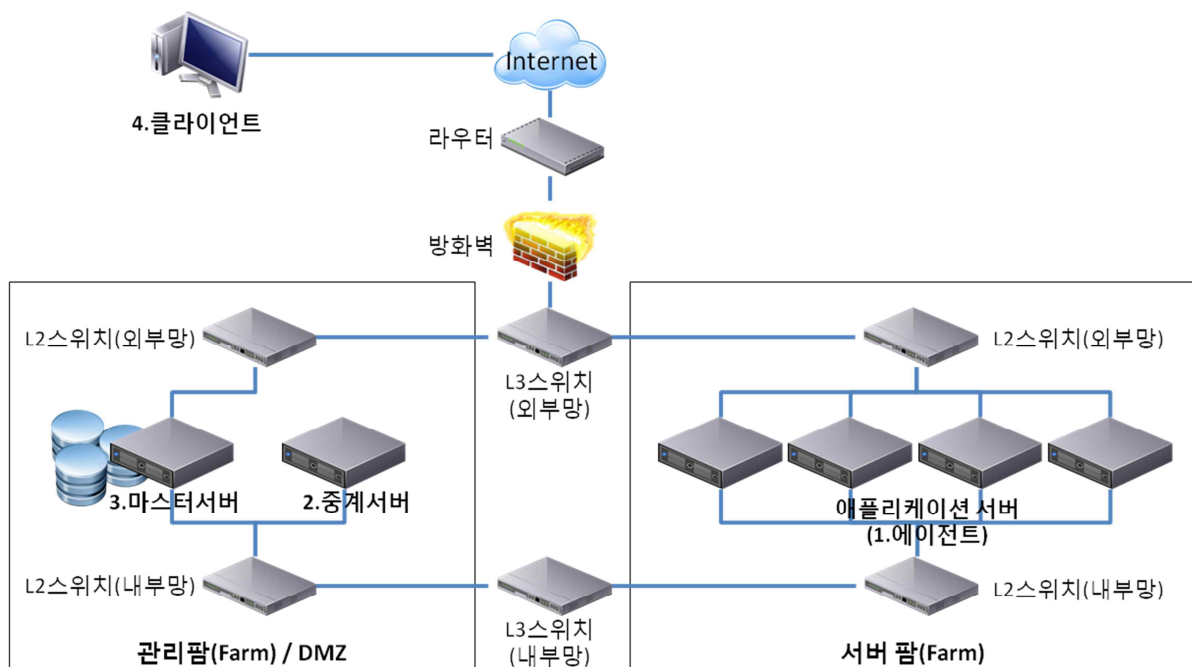 Internet
4.클라이언트
라우터
방화벽
L2스위치(외부망)
L3스위치
(외부망)
L2스위치(외부망)
3.마스터서버
2.중계서버
애플리케이션 서버
(1.에이전트)
L2스위치(내부망)
L3스위치
(내부망)
L2스위치(내부망)
관리팜(Farm) / DMZ
서버 팜(Farm)